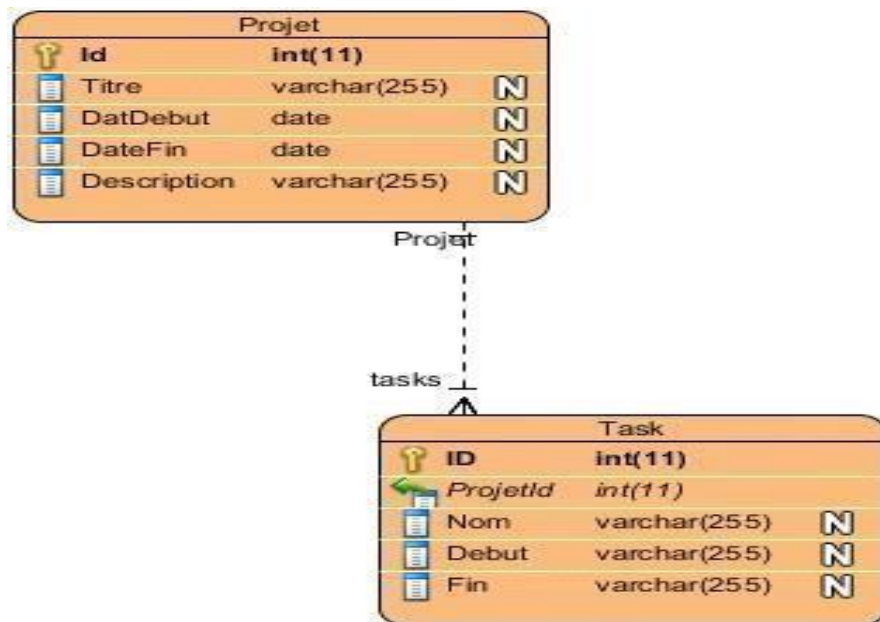 Projet
Id int(11)
Titre varchar(255) N
DatDebut date N
DateFin date N
Description varchar(255) N
Projet
tasks
Task
ID int(11)
ProjetId int(11)
Nom varchar(255) N
Debut varchar(255) N
Fin varchar(255) N